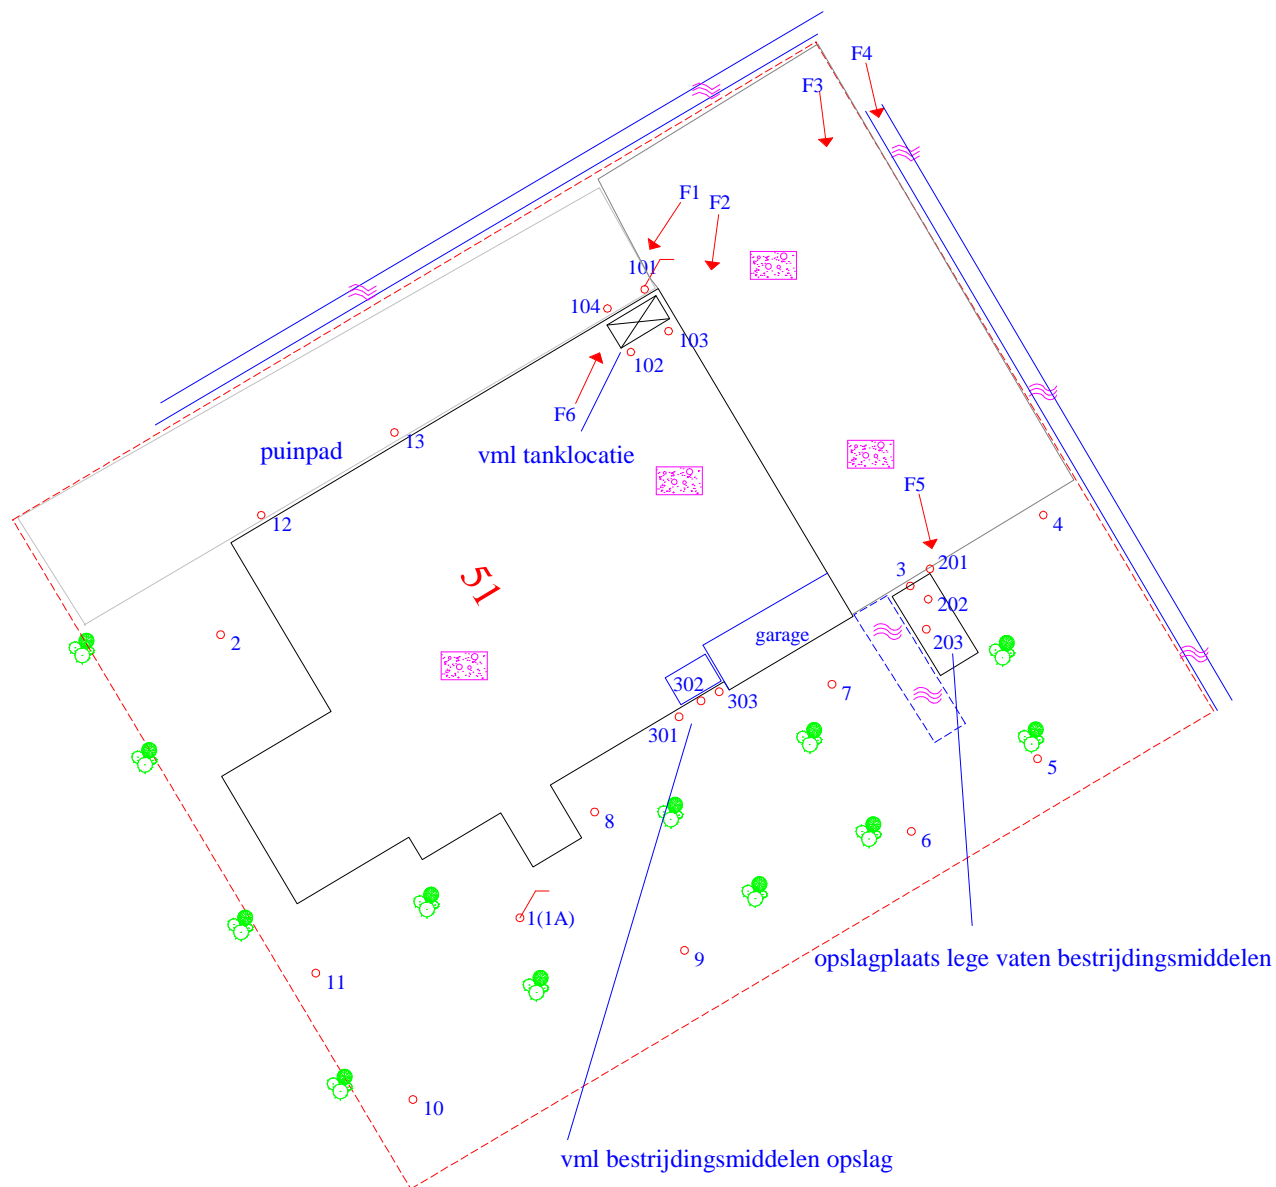 F4
F3
F1
F2
101
104
103
102
F6
13
puinpad
vml tanklocatie
F5
12
4
201
3
51
202
2
garage
203
302
7
303
301
5
8
6
1(1A)
9
opslagplaats lege vaten bestrijdingsmiddelen
11
10
vml bestrijdingsmiddelen opslag